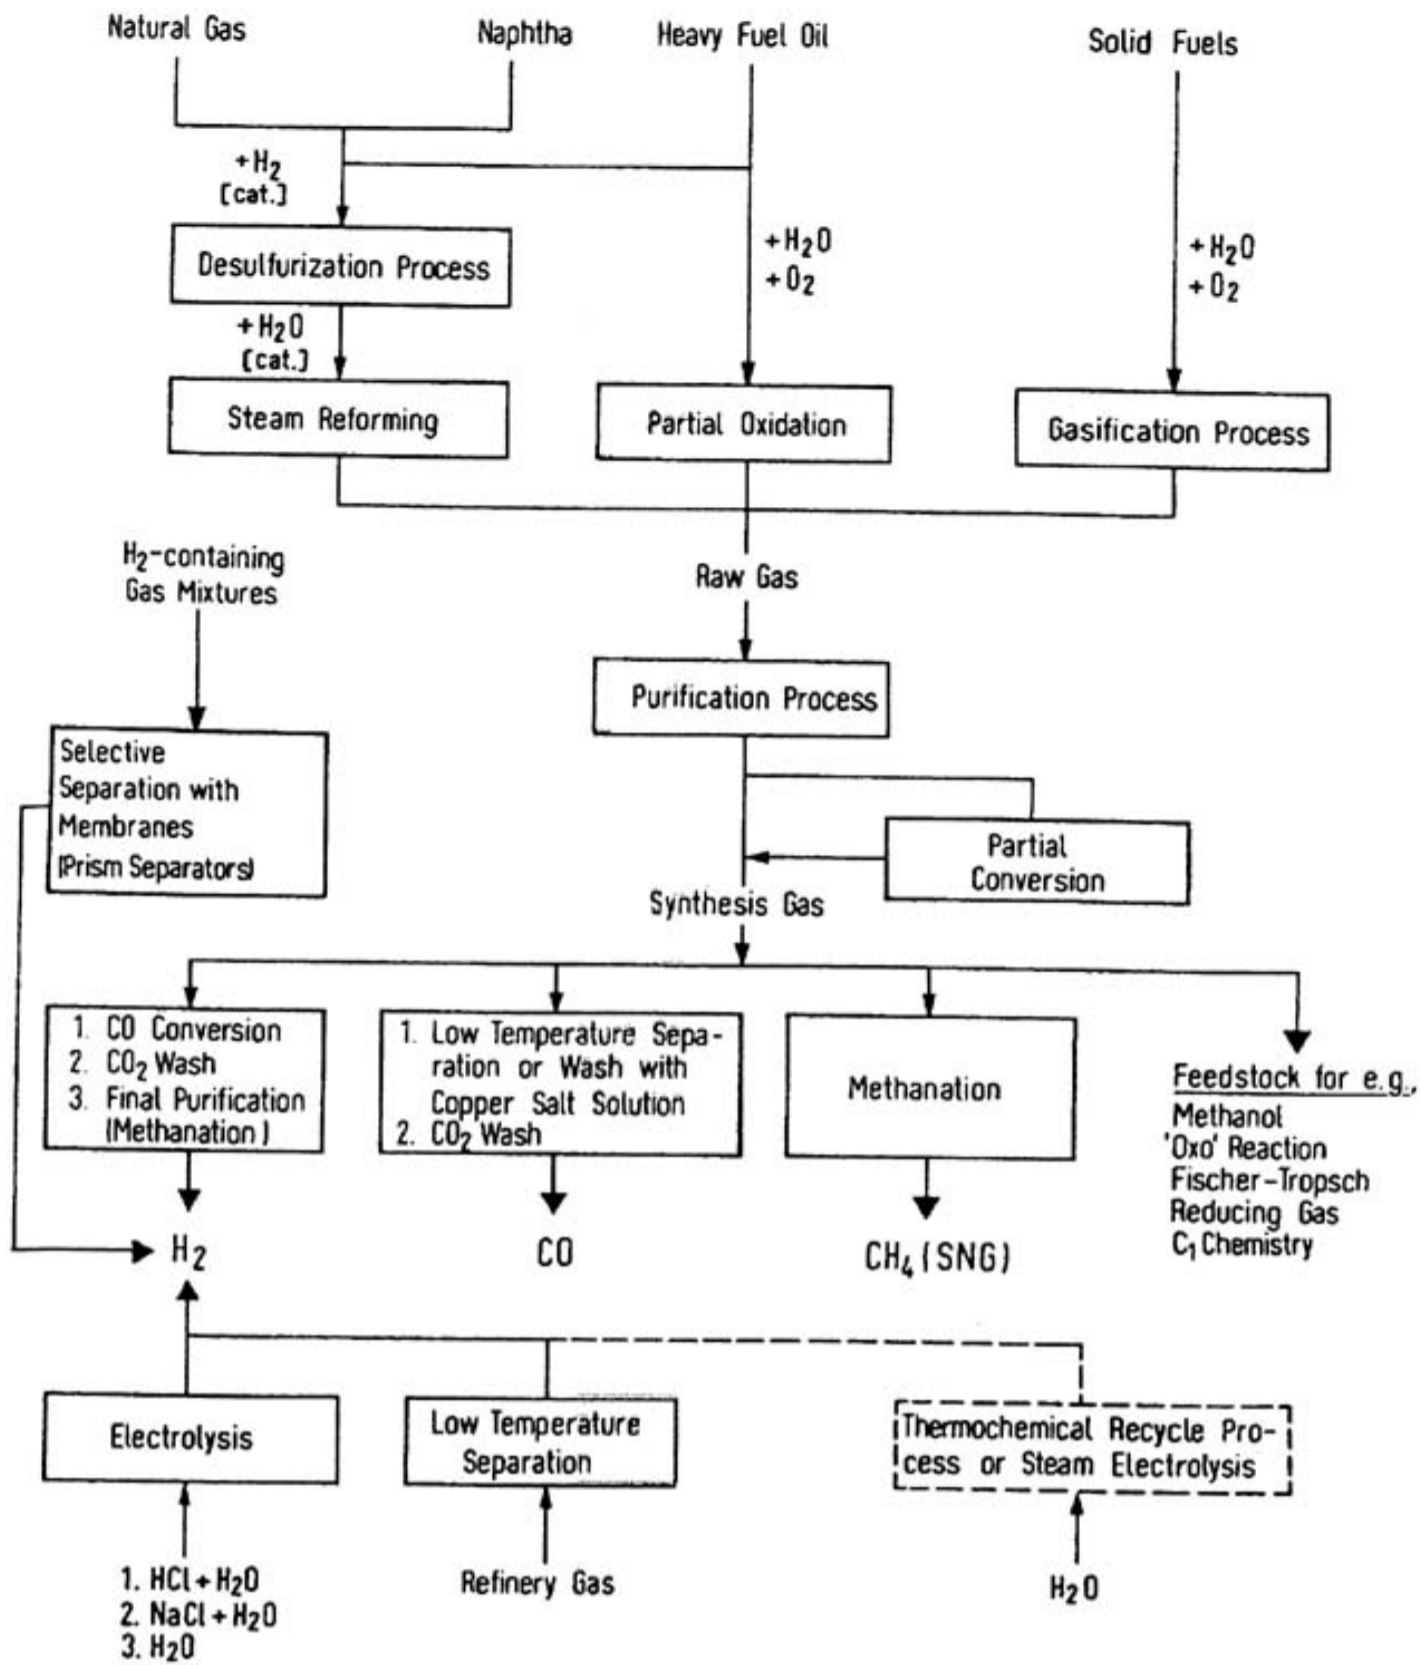 Natural Gas
Naphtha
Heavy Fuel Oil
Solid Fuels
+H₂
[cat.]
+H₂O
+O₂
+H₂O
+O₂
Desulfurization Process
+H₂O
[cat.]
Steam Reforming
Partial Oxidation
Gasification Process
H₂-containing
Gas Mixtures
Raw Gas
Purification Process
Selective
Separation with
Membranes
(Prism Separators)
Partial
Conversion
Synthesis Gas
1. CO Conversion
2. CO₂ Wash
3. Final Purification
(Methanation)
1. Low Temperature Sepa-
ration or Wash with
Copper Salt Solution
2. CO₂ Wash
Methanation
Feedstock for e.g.,
Methanol
'Oxo' Reaction
Fischer-Tropsch
Reducing Gas
C₁ Chemistry
H₂
CO
CH₄ (SNG)
Electrolysis
Low Temperature
Separation
Thermochemical Recycle Pro-
cess or Steam Electrolysis
1. HCl + H₂O
2. NaCl + H₂O
3. H₂O
Refinery Gas
H₂O